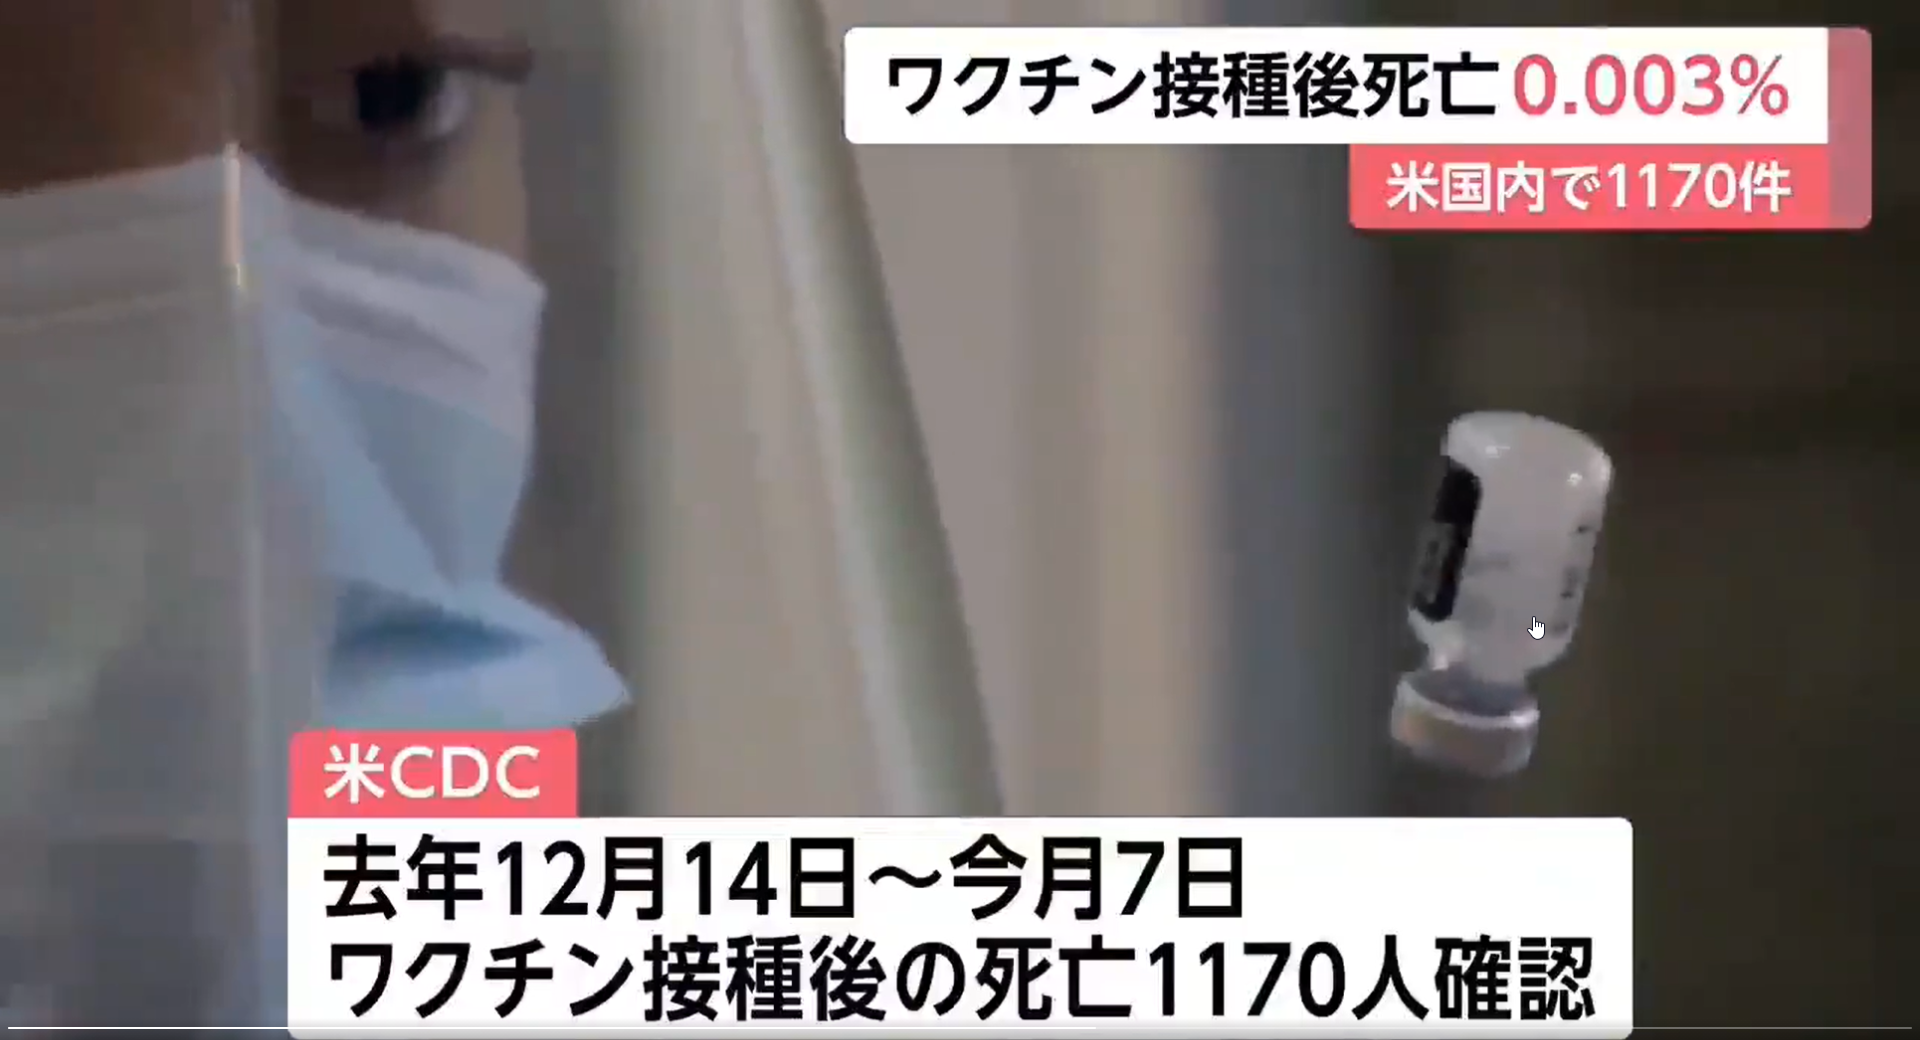 ワクチン接種後死亡0.003%
米国内で1170件
米CDC
去年12月14日～今月7日
ワクチン接種後の死亡1170人確認